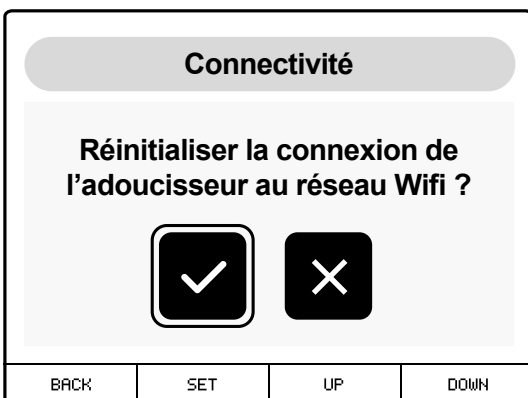 Connectivité
Réinitialiser la connexion de
l'adoucisseur au réseau Wifi ?
BACK SET UP DOWN